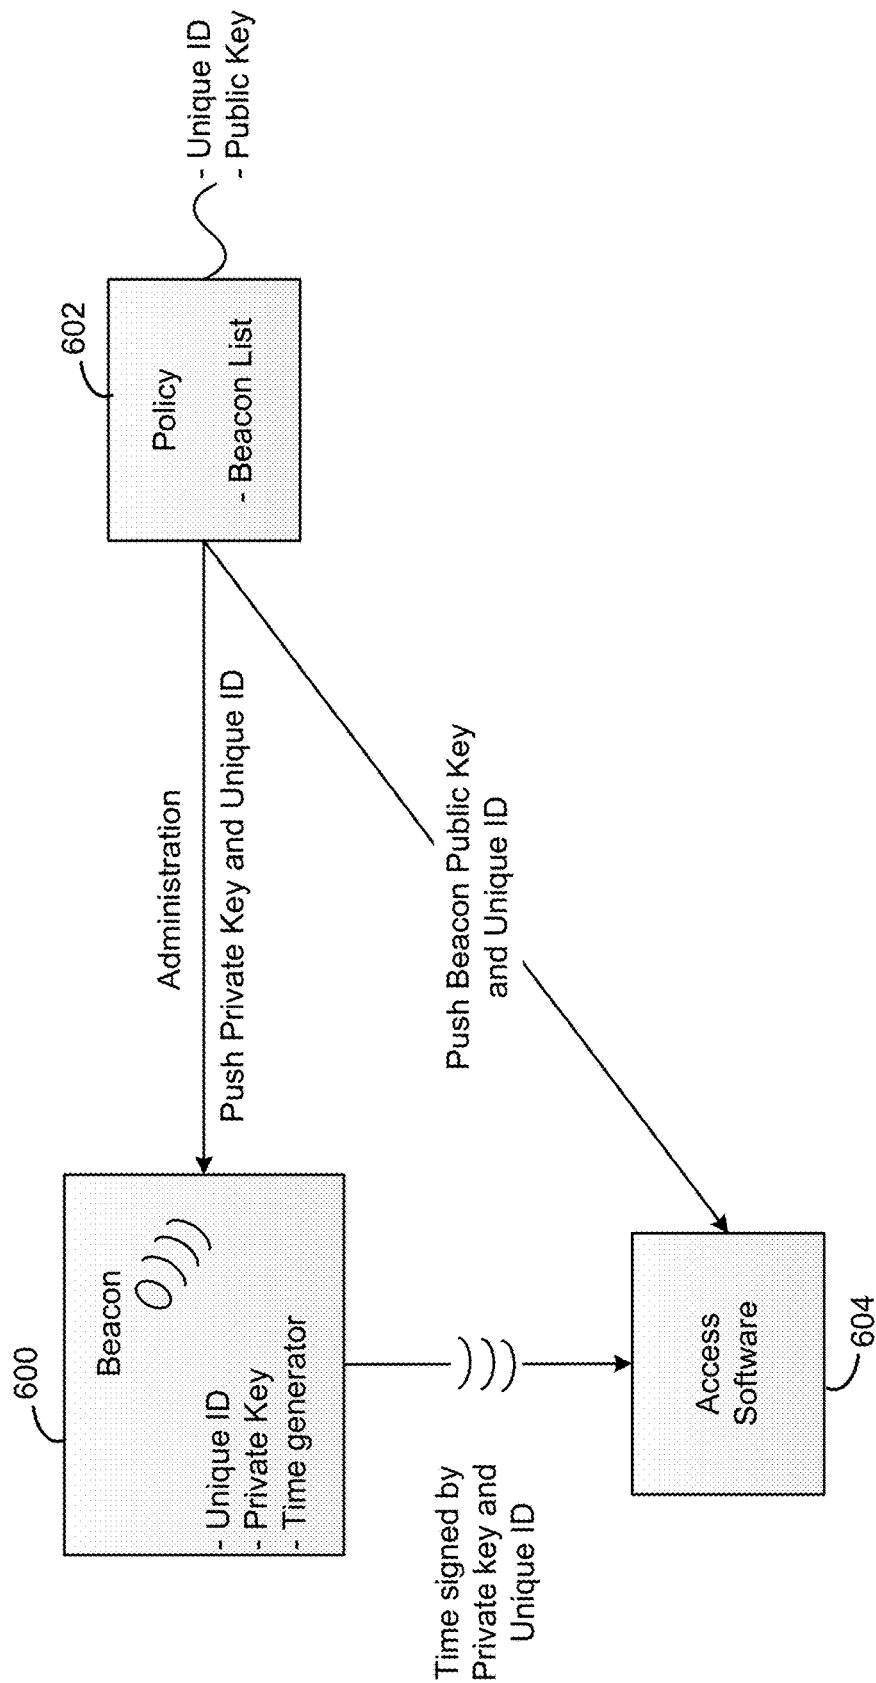 600
Beacon
- Unique ID
- Private Key
- Time generator
Administration
Push Private Key and Unique ID
602
Policy
- Beacon List
- Unique ID
- Public Key
Time signed by
Private key and
Unique ID
Push Beacon Public Key
and Unique ID
Access
Software
604